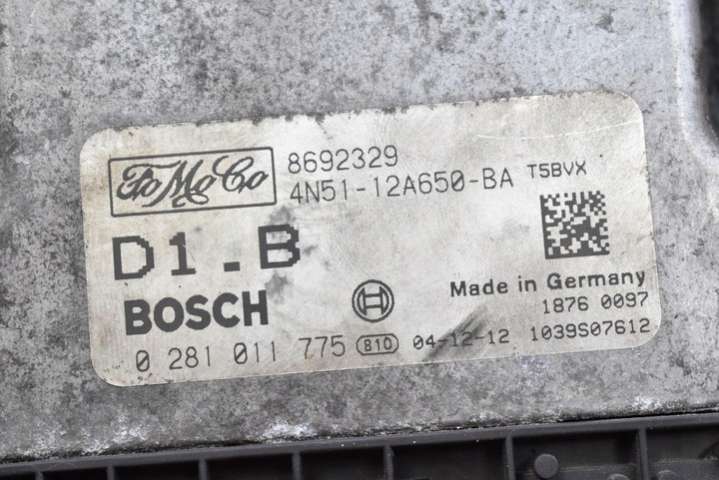 FoMoCo
8692329
4N51-12A650-BA T5BVX
D1.B
BOSCH
Made in Germany
1876 0097
0 281 011 775 810 04-12-12 1039S07612